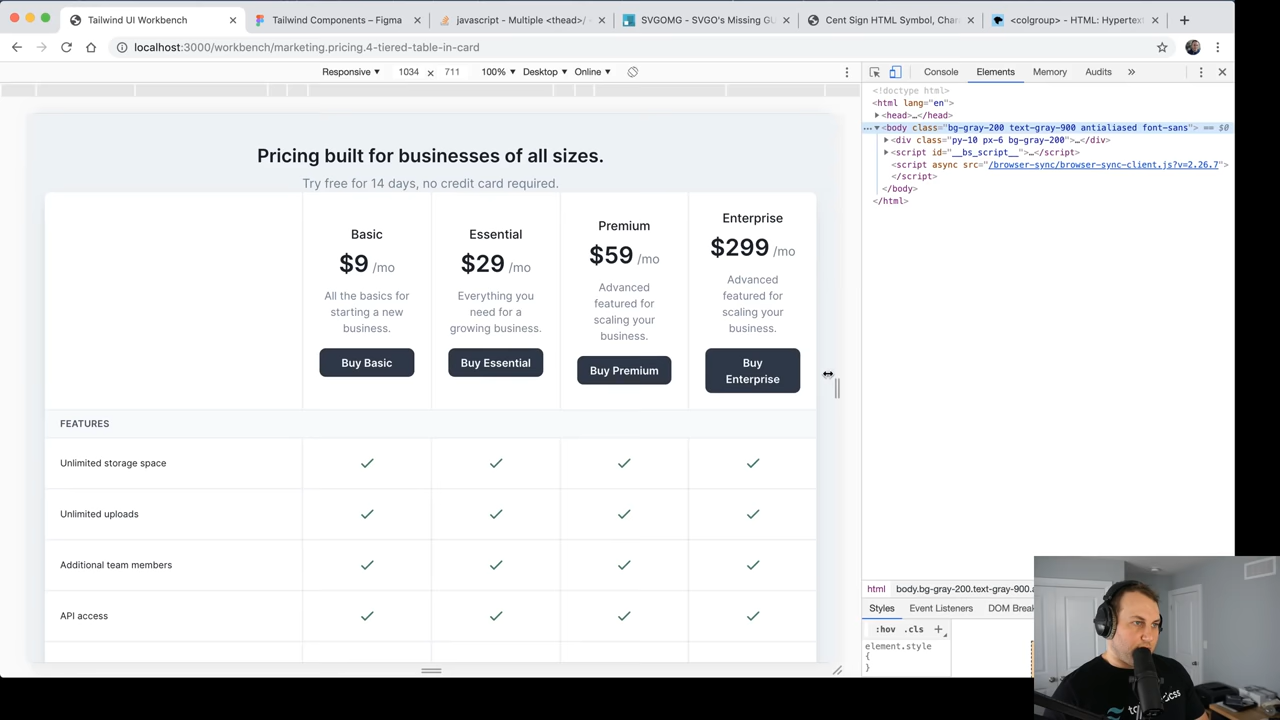 Tailwind UI Workbench
Tailwind Components – Figma
javascript - Multiple <thead>/
SVGOMG - SVGO's Missing GU
Cent Sign HTML Symbol, Charac
<colgroup> - HTML: Hypertext
localhost:3000/workbench/marketing.pricing.4-tiered-table-in-card
Responsive
1034
711
100%
Desktop
Online
Console
Elements
Memory
Audits
<!doctype html>
<html lang="en">
<head>…</head>
<body class="bg-gray-200 text-gray-900 antialiased font-sans"> == $0
<div class="py-10 px-6 bg-gray-200">…</div>
<script id="__bs_script__">…</script>
<script async src="/browser-sync/browser-sync-client.js?v=2.26.7">
</script>
</body>
</html>
Pricing built for businesses of all sizes.
Try free for 14 days, no credit card required.
Basic
$9 /mo
All the basics for
starting a new
business.
Buy Basic
Essential
$29 /mo
Everything you
need for a
growing business.
Buy Essential
Premium
$59 /mo
Advanced
featured for
scaling your
business.
Buy Premium
Enterprise
$299 /mo
Advanced
featured for
scaling your
business.
Buy
Enterprise
FEATURES
Unlimited storage space
Unlimited uploads
Additional team members
API access
html
body.bg-gray-200.text-gray-900.
Styles
Event Listeners
DOM Break
:hov
.cls
element.style
{
}